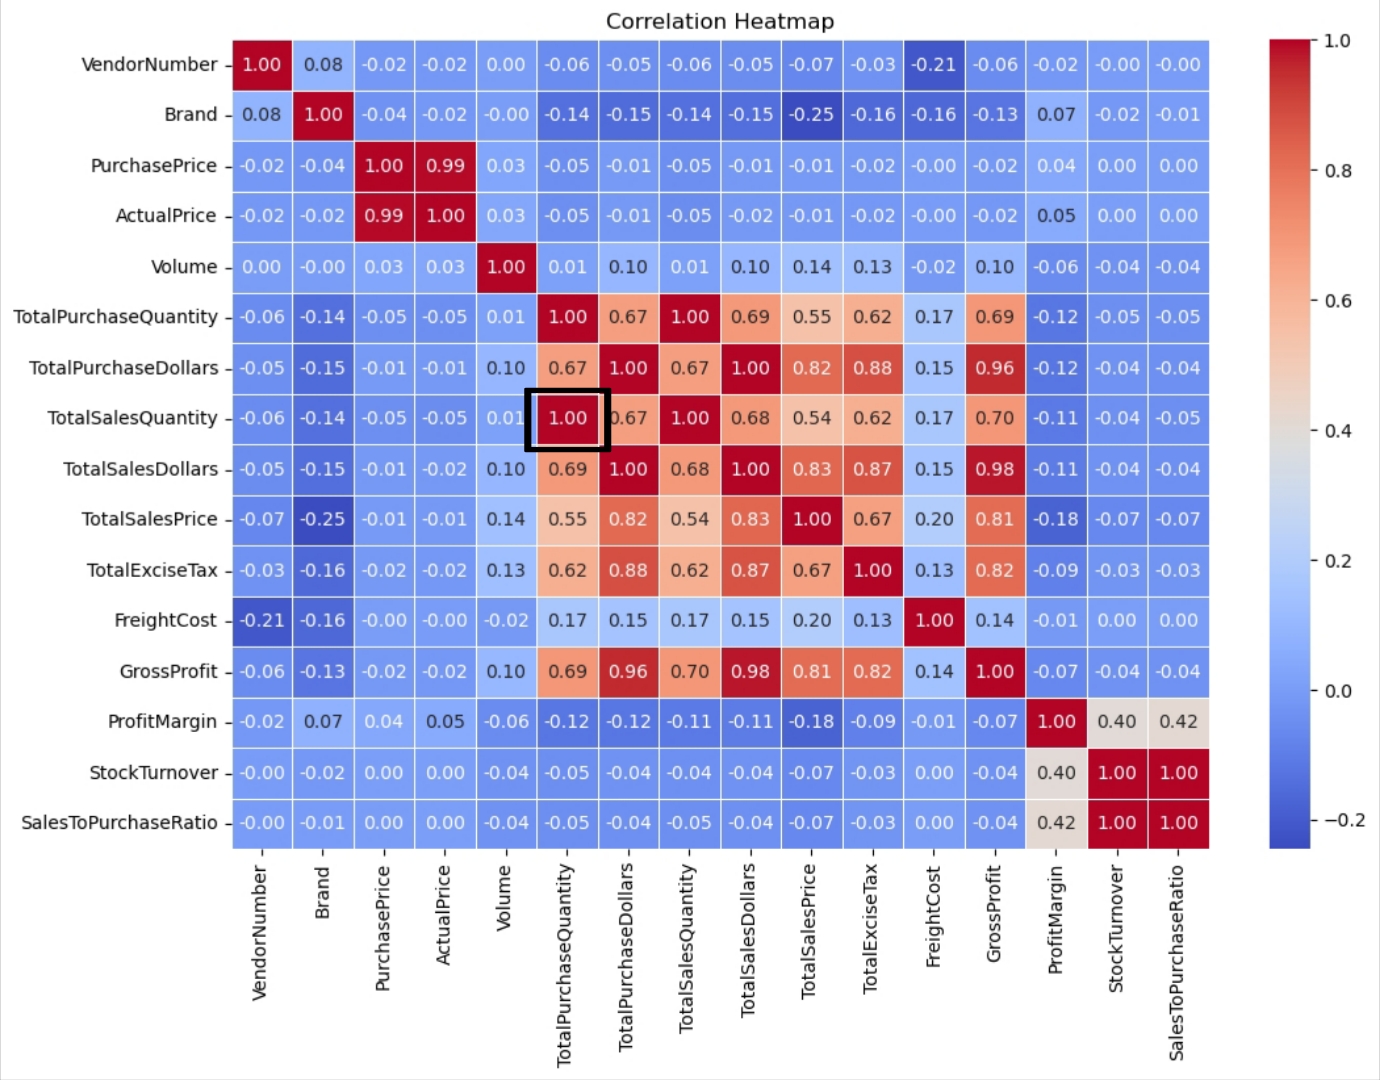 Correlation Heatmap
VendorNumber 1.00 0.08 -0.02 -0.02 0.00 -0.06 -0.05 -0.06 -0.05 -0.07 -0.03 -0.21 -0.06 -0.02 -0.00 -0.00
Brand 0.08 1.00 -0.04 -0.02 -0.00 -0.14 -0.15 -0.14 -0.15 -0.25 -0.16 -0.16 -0.13 0.07 -0.02 -0.01
PurchasePrice -0.02 -0.04 1.00 0.99 0.03 -0.05 -0.01 -0.05 -0.01 -0.01 -0.02 -0.00 -0.02 0.04 0.00 0.00
ActualPrice -0.02 -0.02 0.99 1.00 0.03 -0.05 -0.01 -0.05 -0.02 -0.01 -0.02 -0.00 -0.02 0.05 0.00 0.00
Volume 0.00 -0.00 0.03 0.03 1.00 0.01 0.10 0.01 0.10 0.14 0.13 -0.02 0.10 -0.06 -0.04 -0.04
TotalPurchaseQuantity -0.06 -0.14 -0.05 -0.05 0.01 1.00 0.67 1.00 0.69 0.55 0.62 0.17 0.69 -0.12 -0.05 -0.05
TotalPurchaseDollars -0.05 -0.15 -0.01 -0.01 0.10 0.67 1.00 0.67 1.00 0.82 0.88 0.15 0.96 -0.12 -0.04 -0.04
TotalSalesQuantity -0.06 -0.14 -0.05 -0.05 0.01 1.00 0.67 1.00 0.68 0.54 0.62 0.17 0.70 -0.11 -0.04 -0.05
TotalSalesDollars -0.05 -0.15 -0.01 -0.02 0.10 0.69 1.00 0.68 1.00 0.83 0.87 0.15 0.98 -0.11 -0.04 -0.04
TotalSalesPrice -0.07 -0.25 -0.01 -0.01 0.14 0.55 0.82 0.54 0.83 1.00 0.67 0.20 0.81 -0.18 -0.07 -0.07
TotalExciseTax -0.03 -0.16 -0.02 -0.02 0.13 0.62 0.88 0.62 0.87 0.67 1.00 0.13 0.82 -0.09 -0.03 -0.03
FreightCost -0.21 -0.16 -0.00 -0.00 -0.02 0.17 0.15 0.17 0.15 0.20 0.13 1.00 0.14 -0.01 0.00 0.00
GrossProfit -0.06 -0.13 -0.02 -0.02 0.10 0.69 0.96 0.70 0.98 0.81 0.82 0.14 1.00 -0.07 -0.04 -0.04
ProfitMargin -0.02 0.07 0.04 0.05 -0.06 -0.12 -0.12 -0.11 -0.11 -0.18 -0.09 -0.01 -0.07 1.00 0.40 0.42
StockTurnover -0.00 -0.02 0.00 0.00 -0.04 -0.05 -0.04 -0.04 -0.04 -0.07 -0.03 0.00 -0.04 0.40 1.00 1.00
SalesToPurchaseRatio -0.00 -0.01 0.00 0.00 -0.04 -0.05 -0.04 -0.05 -0.04 -0.07 -0.03 0.00 -0.04 0.42 1.00 1.00
VendorNumber
Brand
PurchasePrice
ActualPrice
Volume
TotalPurchaseQuantity
TotalPurchaseDollars
TotalSalesQuantity
TotalSalesDollars
TotalSalesPrice
TotalExciseTax
FreightCost
GrossProfit
ProfitMargin
StockTurnover
SalesToPurchaseRatio
1.0
0.8
0.6
0.4
0.2
0.0
−0.2